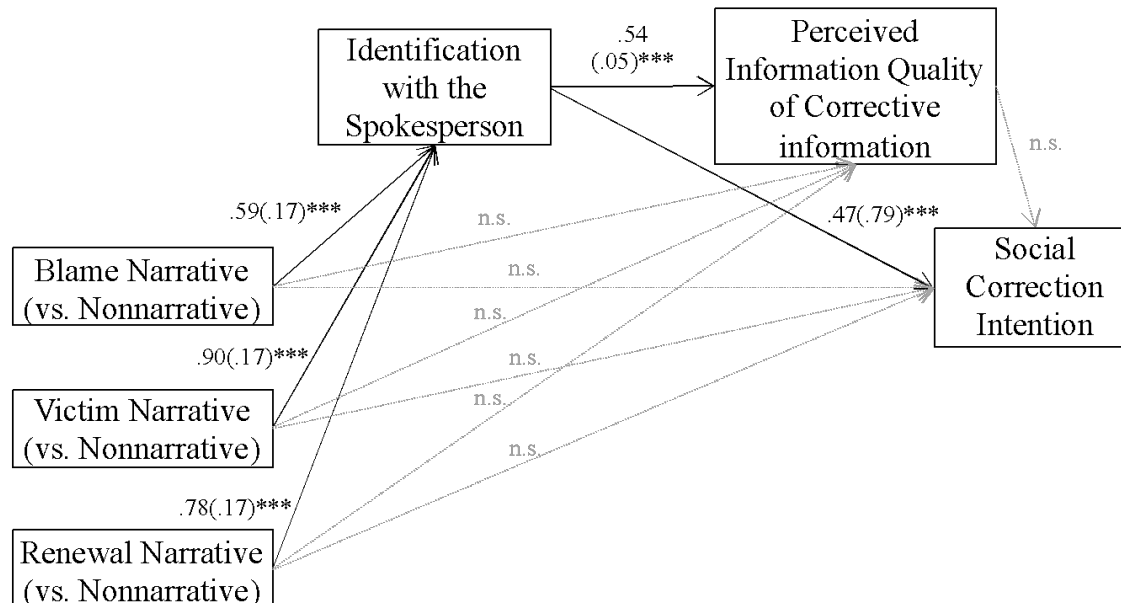 Identification
with the
Spokesperson
.54
(.05)***
Perceived
Information Quality
of Corrective
information
n.s.
.59(.17)***
n.s.
.47(.79)***
Blame Narrative
(vs. Nonnarrative)
n.s.
Social
Correction
Intention
n.s.
.90(.17)***
n.s.
Victim Narrative
(vs. Nonnarrative)
n.s.
n.s.
.78(.17)***
Renewal Narrative
(vs. Nonnarrative)